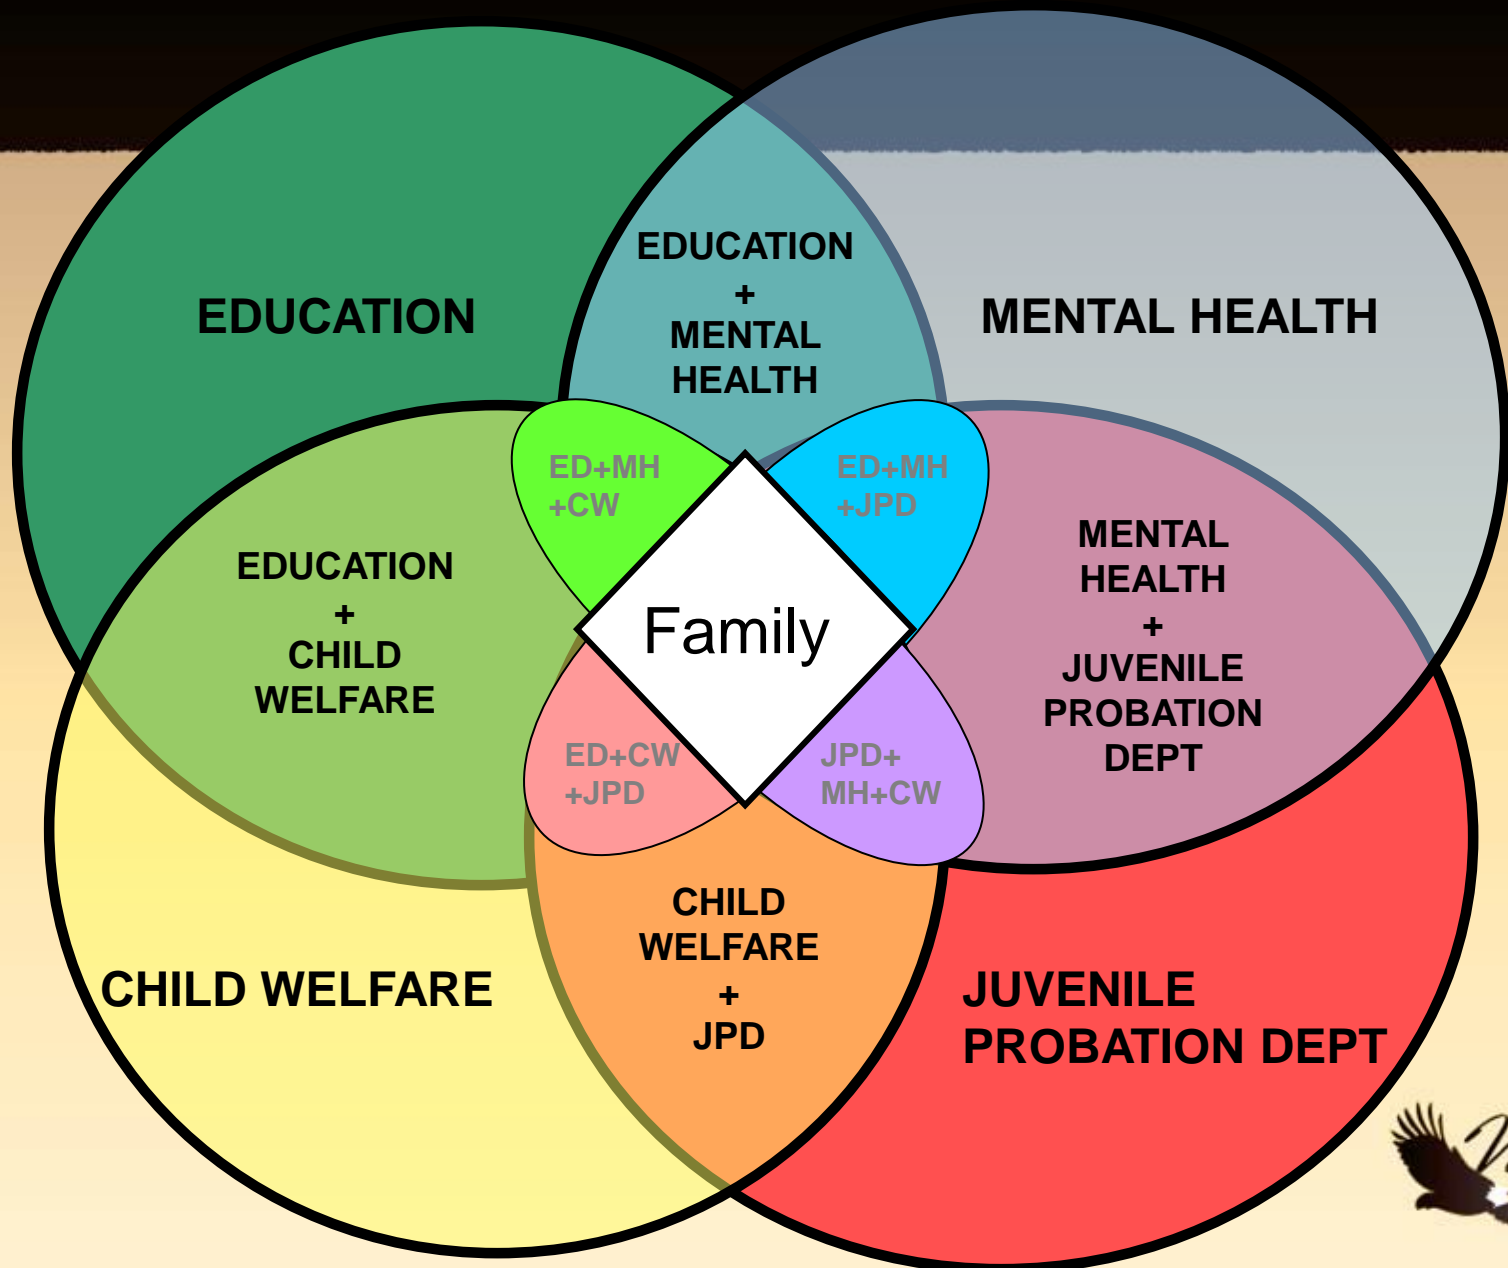 EDUCATION
+
MENTAL
HEALTH
EDUCATION
MENTAL HEALTH
ED+MH
+CW
ED+MH
+JPD
EDUCATION
+
CHILD
WELFARE
Family
MENTAL
HEALTH
+
JUVENILE
PROBATION
DEPT
ED+CW
+JPD
JPD+
MH+CW
CHILD
WELFARE
+
JPD
CHILD WELFARE
JUVENILE
PROBATION DEPT